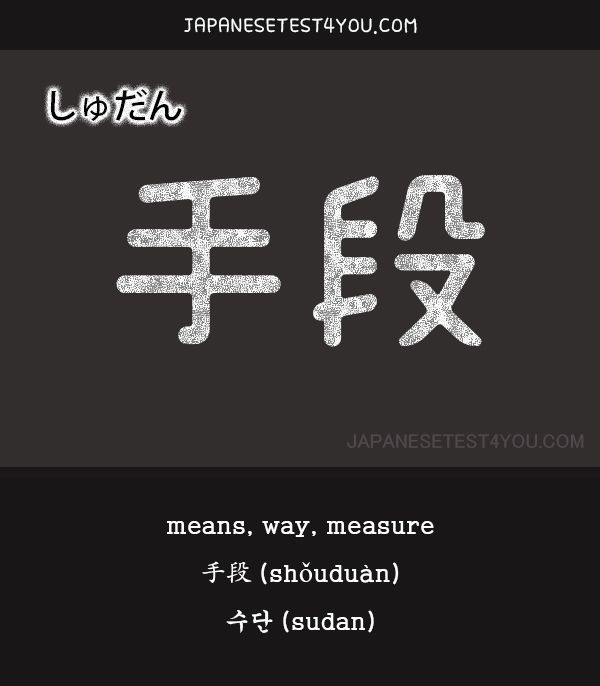 JAPANESETEST4YOU.COM
しゅだん
手段
JAPANESETEST4YOU.COM
means, way, measure
手段 (shǒuduàn)
수단 (sudan)